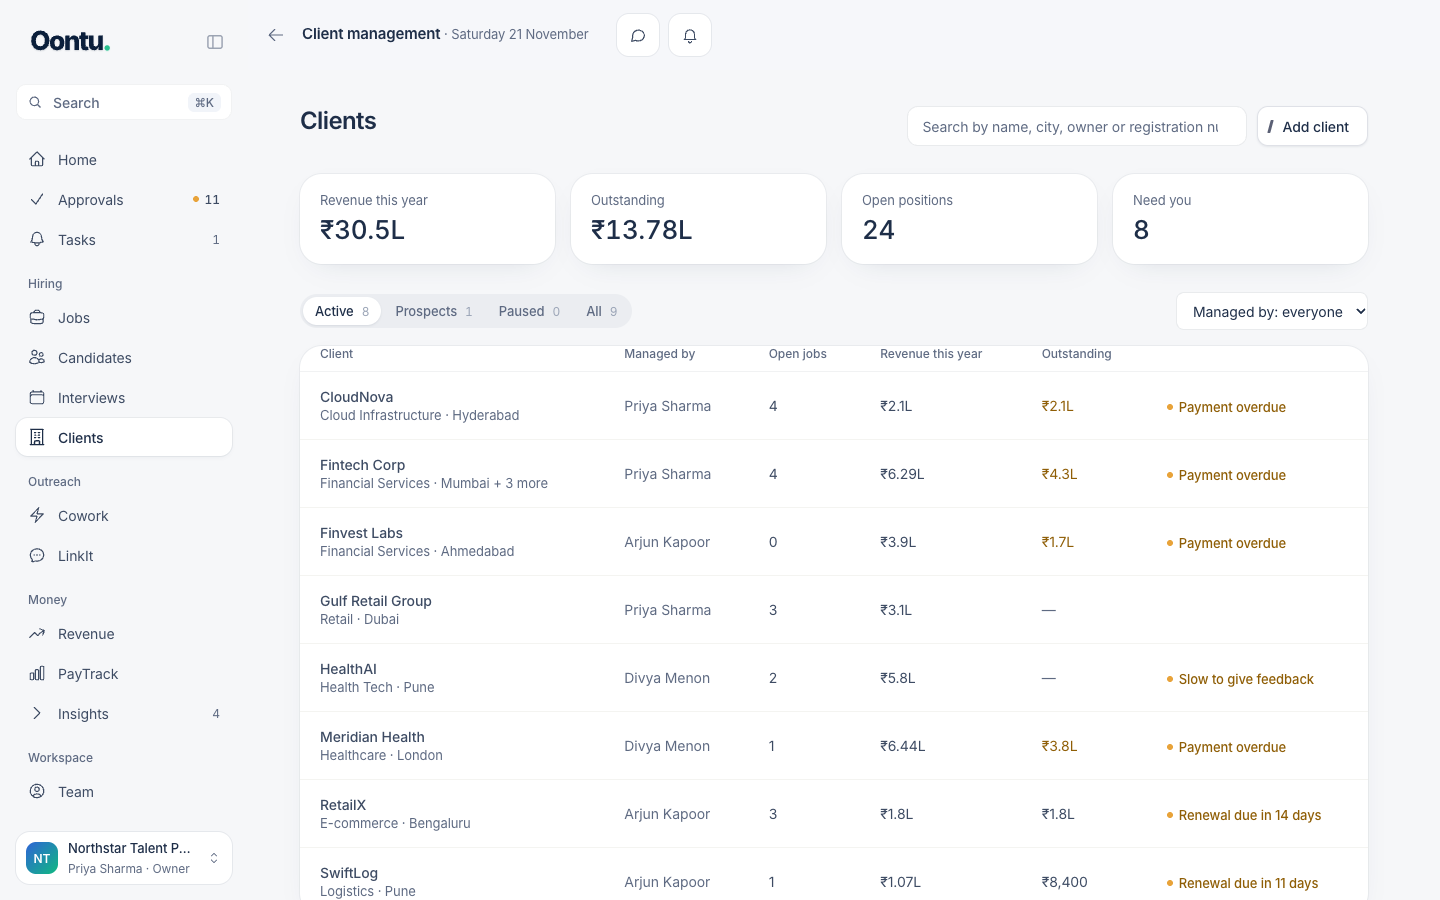 Oontu.
Search ⌘K
Home
Approvals 11
Tasks 1
Hiring
Jobs
Candidates
Interviews
Clients
Outreach
Cowork
LinkIt
Money
Revenue
PayTrack
Insights 4
Workspace
Team
NT Northstar Talent P...
Priya Sharma · Owner
Client management · Saturday 21 November
Clients
Search by name, city, owner or registration nu
Add client
Revenue this year
₹30.5L
Outstanding
₹13.78L
Open positions
24
Need you
8
Active 8 Prospects 1 Paused 0 All 9
Managed by: everyone
Client Managed by Open jobs Revenue this year Outstanding
CloudNova
Cloud Infrastructure · Hyderabad
Priya Sharma 4 ₹2.1L ₹2.1L Payment overdue
Fintech Corp
Financial Services · Mumbai + 3 more
Priya Sharma 4 ₹6.29L ₹4.3L Payment overdue
Finvest Labs
Financial Services · Ahmedabad
Arjun Kapoor 0 ₹3.9L ₹1.7L Payment overdue
Gulf Retail Group
Retail · Dubai
Priya Sharma 3 ₹3.1L —
HealthAI
Health Tech · Pune
Divya Menon 2 ₹5.8L — Slow to give feedback
Meridian Health
Healthcare · London
Divya Menon 1 ₹6.44L ₹3.8L Payment overdue
RetailX
E-commerce · Bengaluru
Arjun Kapoor 3 ₹1.8L ₹1.8L Renewal due in 14 days
SwiftLog
Logistics · Pune
Arjun Kapoor 1 ₹1.07L ₹8,400 Renewal due in 11 days